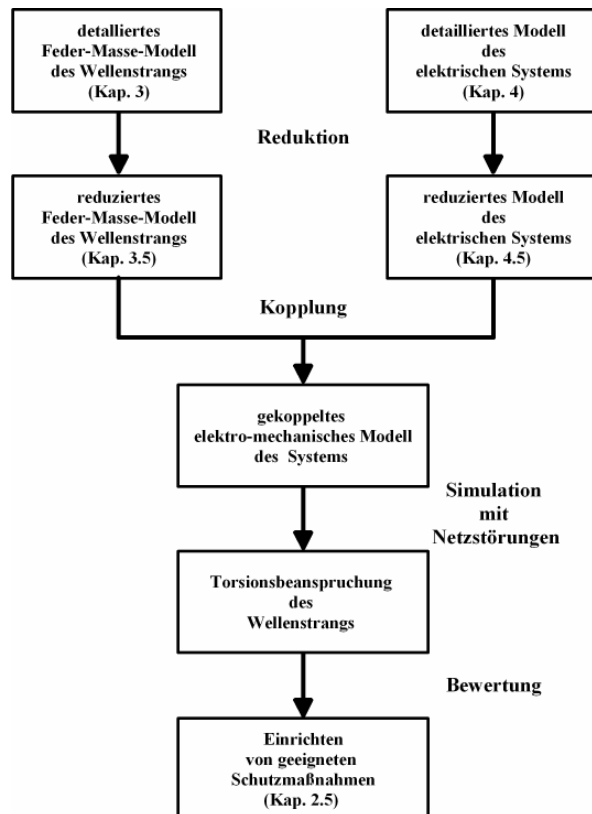 detalliertes
Feder-Masse-Modell
des Wellenstrangs
(Kap. 3)
detailliertes Modell
des
elektrischen Systems
(Kap. 4)
Reduktion
reduziertes
Feder-Masse-Modell
des Wellenstrangs
(Kap. 3.5)
reduziertes Modell
des
elektrischen Systems
(Kap. 4.5)
Kopplung
gekoppeltes
elektro-mechanisches Modell
des Systems
Simulation
mit
Netzstörungen
Torsionsbeanspruchung
des
Wellenstrangs
Bewertung
Einrichten
von geeigneten
Schutzmaßnahmen
(Kap. 2.5)